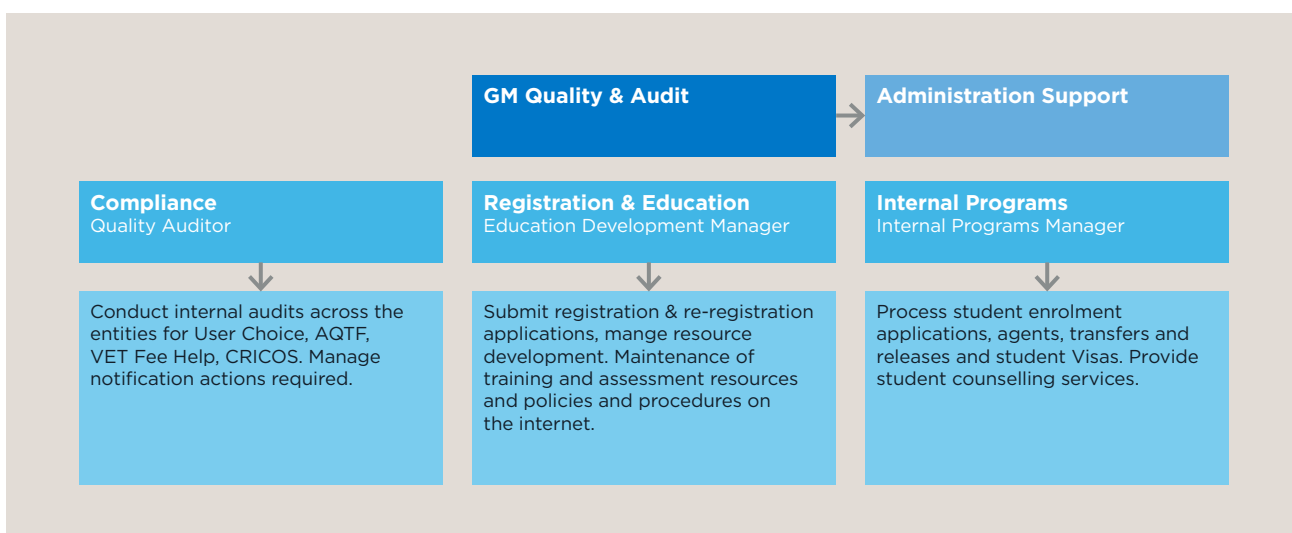 GM Quality & Audit
Administration Support
Compliance
Quality Auditor
Registration & Education
Education Development Manager
Internal Programs
Internal Programs Manager
Conduct internal audits across the
entities for User Choice, AQTF,
VET Fee Help, CRICOS. Manage
notification actions required.
Submit registration & re-registration
applications, mange resource
development. Maintenance of
training and assessment resources
and policies and procedures on
the internet.
Process student enrolment
applications, agents, transfers and
releases and student Visas. Provide
student counselling services.